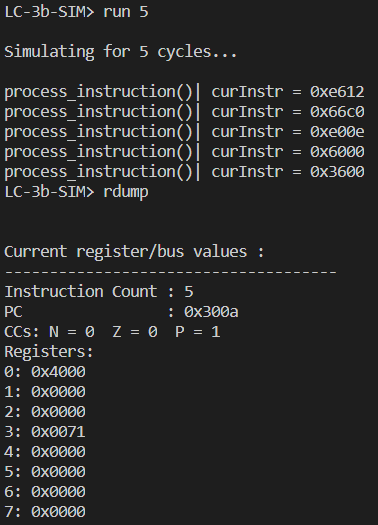 LC-3b-SIM> run 5
Simulating for 5 cycles...
process_instruction()| curInstr = 0xe612
process_instruction()| curInstr = 0x66c0
process_instruction()| curInstr = 0xe00e
process_instruction()| curInstr = 0x6000
process_instruction()| curInstr = 0x3600
LC-3b-SIM> rdump
Current register/bus values :
-------------------------------------
Instruction Count : 5
PC                : 0x300a
CCs: N = 0  Z = 0  P = 1
Registers:
0: 0x4000
1: 0x0000
2: 0x0000
3: 0x0071
4: 0x0000
5: 0x0000
6: 0x0000
7: 0x0000